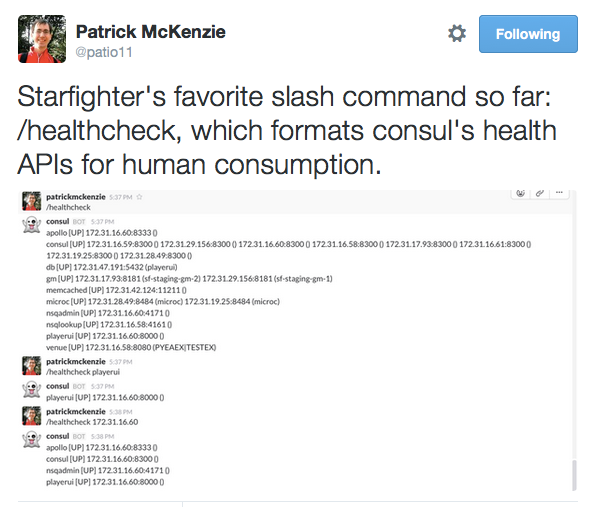 Patrick McKenzie
@patio11
Following
Starfighter's favorite slash command so far:
/healthcheck, which formats consul's health
APIs for human consumption.
patrickmckenzie 5:37 PM
/healthcheck
consul BOT 5:37 PM
apollo [UP] 172.31.16.60:8333 ()
consul [UP] 172.31.16.59:8300 () 172.31.29.156:8300 () 172.31.16.60:8300 () 172.31.16.58:8300 () 172.31.17.93:8300 () 172.31.16.61:8300 ()
172.31.19.25:8300 () 172.31.28.49:8300 ()
db [UP] 172.31.47.191:5432 (playerui)
gm [UP] 172.31.17.93:8181 (sf-staging-gm-2) 172.31.29.156:8181 (sf-staging-gm-1)
memcached [UP] 172.31.42.124:11211 ()
microc [UP] 172.31.28.49:8484 (microc) 172.31.19.25:8484 (microc)
nsqadmin [UP] 172.31.16.60:4171 ()
nsqlookup [UP] 172.31.16.58:4161 ()
playerui [UP] 172.31.16.60:8000 ()
venue [UP] 172.31.16.58:8080 (PYEAEX|TESTEX)
patrickmckenzie 5:37 PM
/healthcheck playerui
consul BOT 5:37 PM
playerui [UP] 172.31.16.60:8000 ()
patrickmckenzie 5:38 PM
/healthcheck 172.31.16.60
consul BOT 5:38 PM
apollo [UP] 172.31.16.60:8333 ()
consul [UP] 172.31.16.60:8300 ()
nsqadmin [UP] 172.31.16.60:4171 ()
playerui [UP] 172.31.16.60:8000 ()